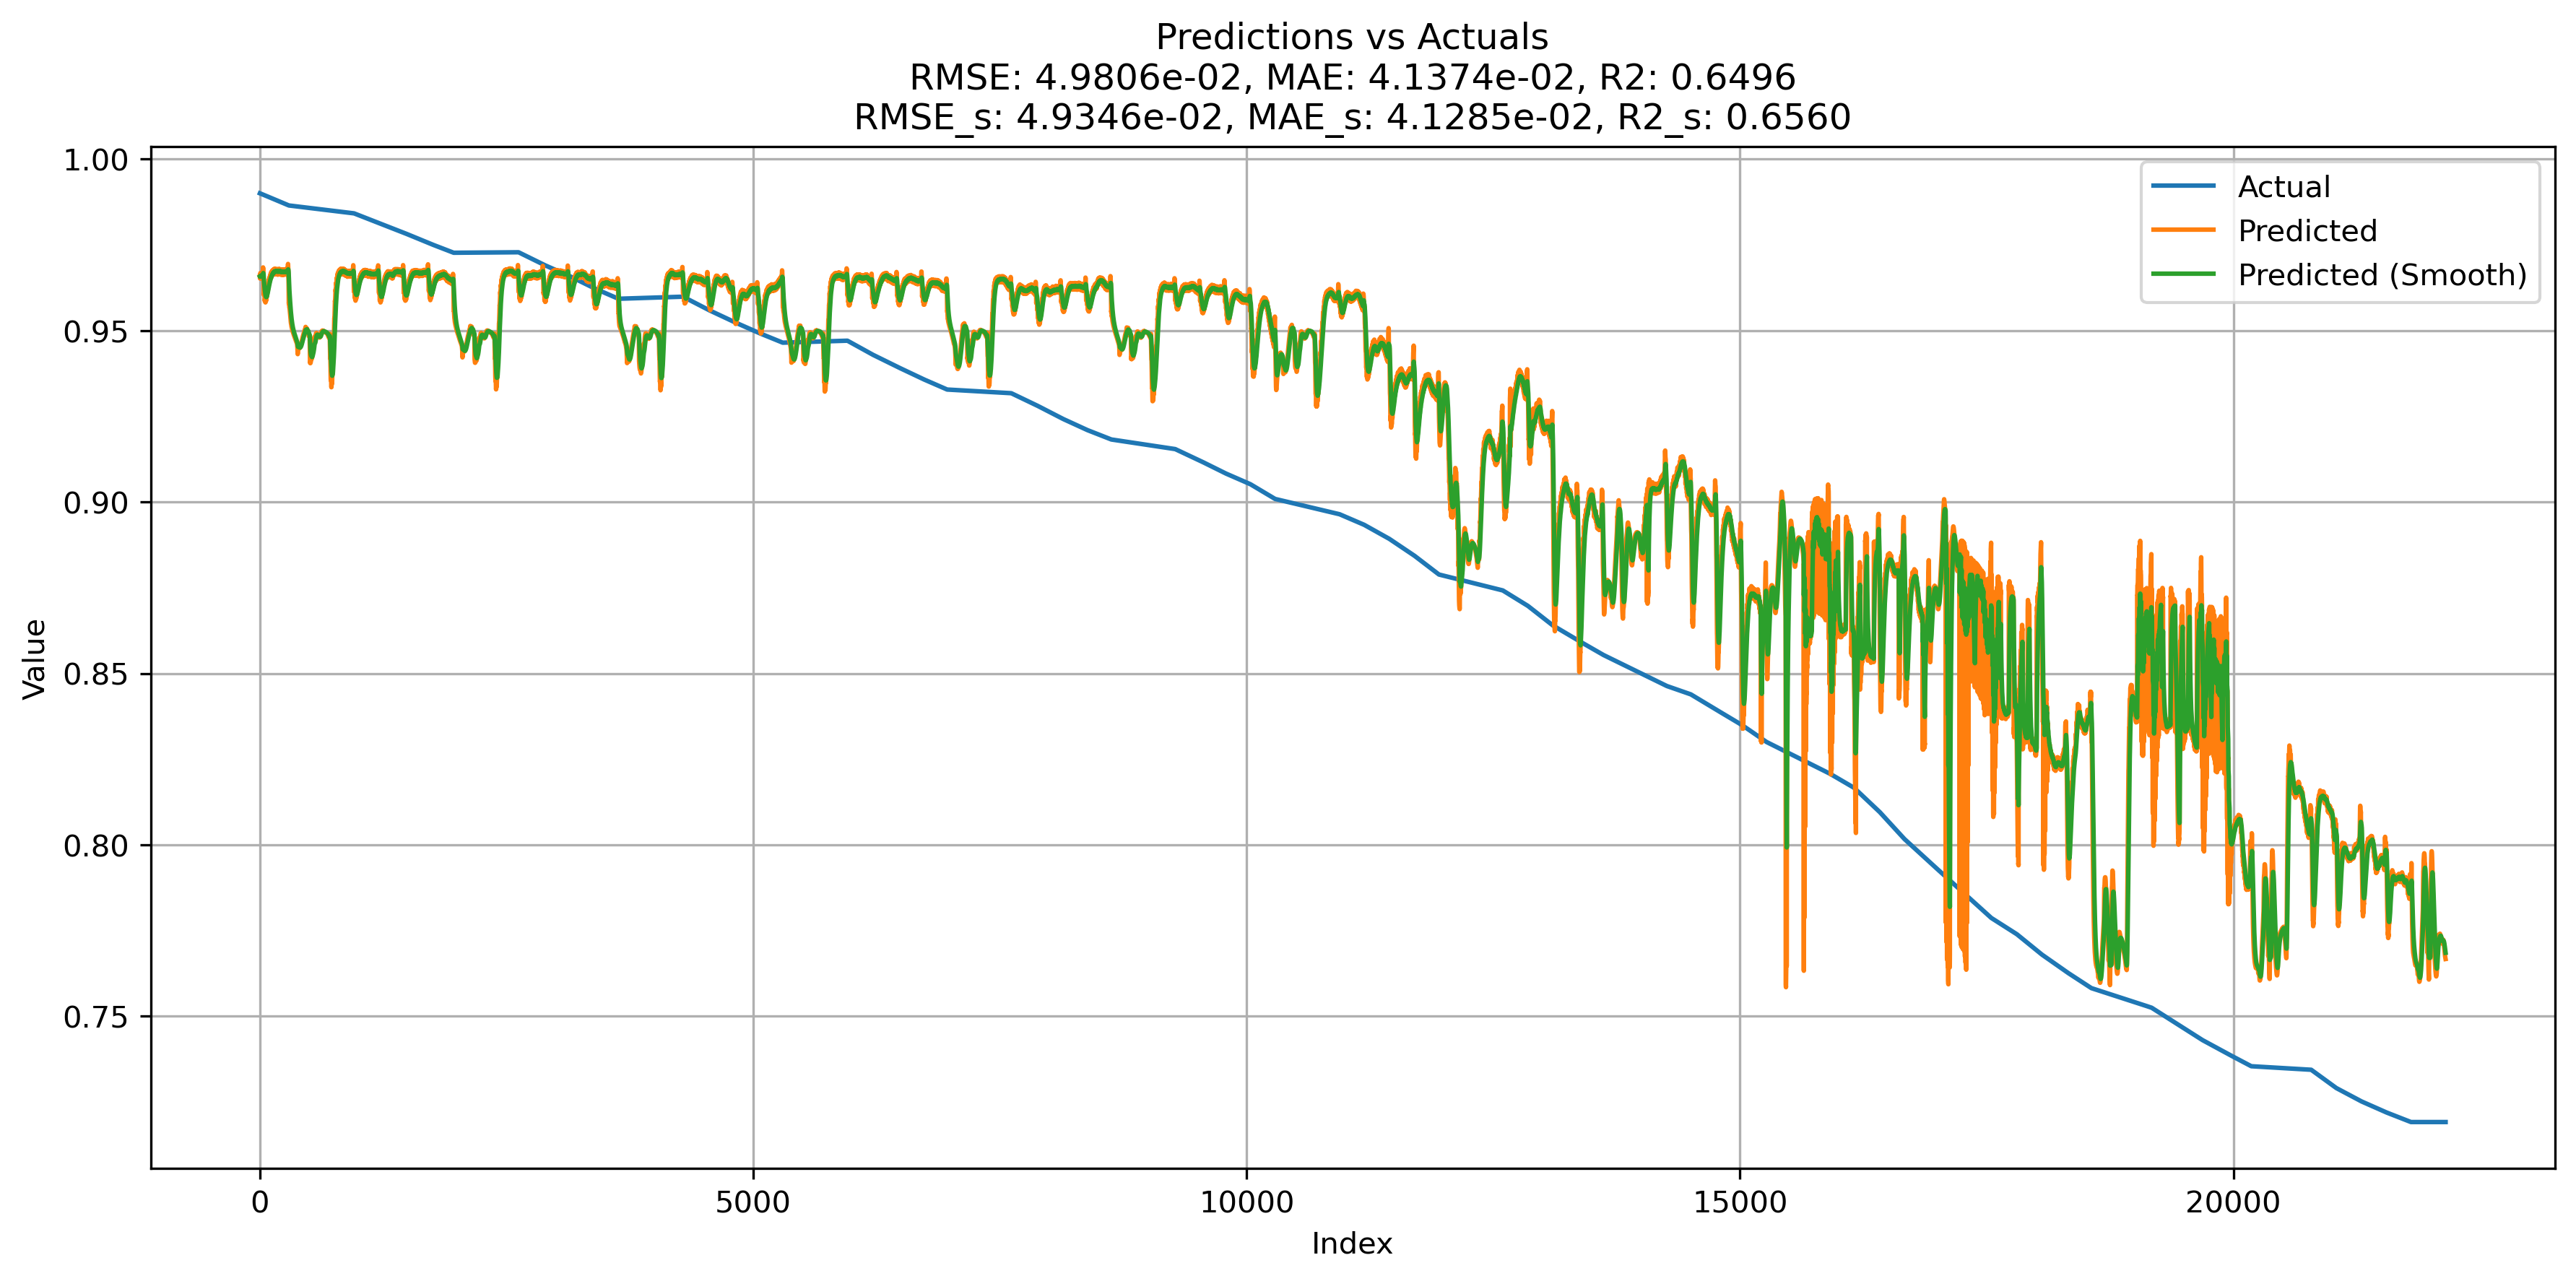 Predictions vs Actuals
RMSE: 4.9806e-02, MAE: 4.1374e-02, R2: 0.6496
RMSE_s: 4.9346e-02, MAE_s: 4.1285e-02, R2_s: 0.6560
1.00
0.95
0.90
0.85
0.80
0.75
Value
Actual
Predicted
Predicted (Smooth)
0 5000 10000 15000 20000
Index